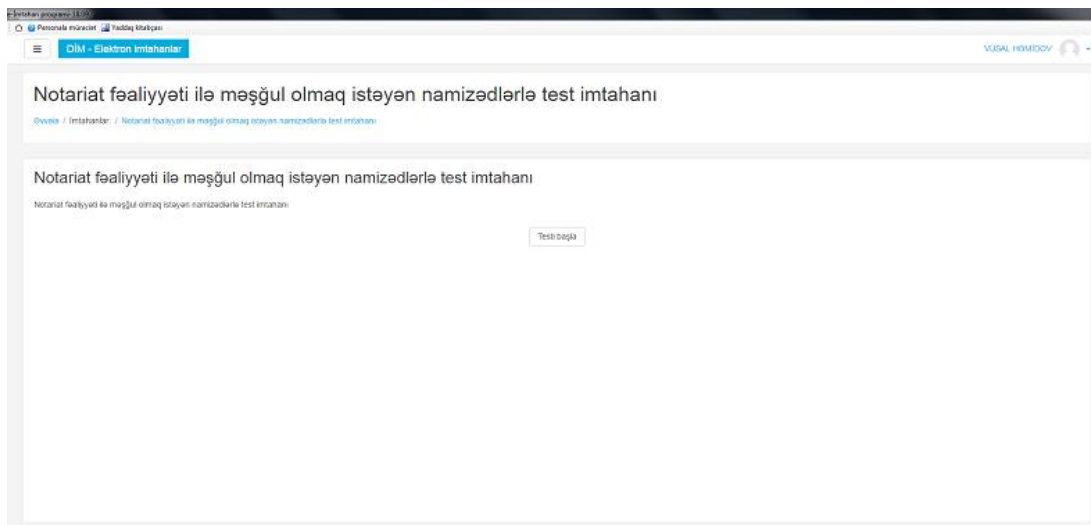 Personala müraciət Yaddaş kitabçası
DİM - Elektron imtahanlar
VÜSAL HƏMİDOV
Notariat fəaliyyəti ilə məşğul olmaq istəyən namizədlərlə test imtahanı
Əvvələ / İmtahanlar: / Notariat fəaliyyəti ilə məşğul olmaq istəyən namizədlərlə test imtahanı
Notariat fəaliyyəti ilə məşğul olmaq istəyən namizədlərlə test imtahanı
Notariat fəaliyyəti ilə məşğul olmaq istəyən namizədlərlə test imtahanı
Testi başla